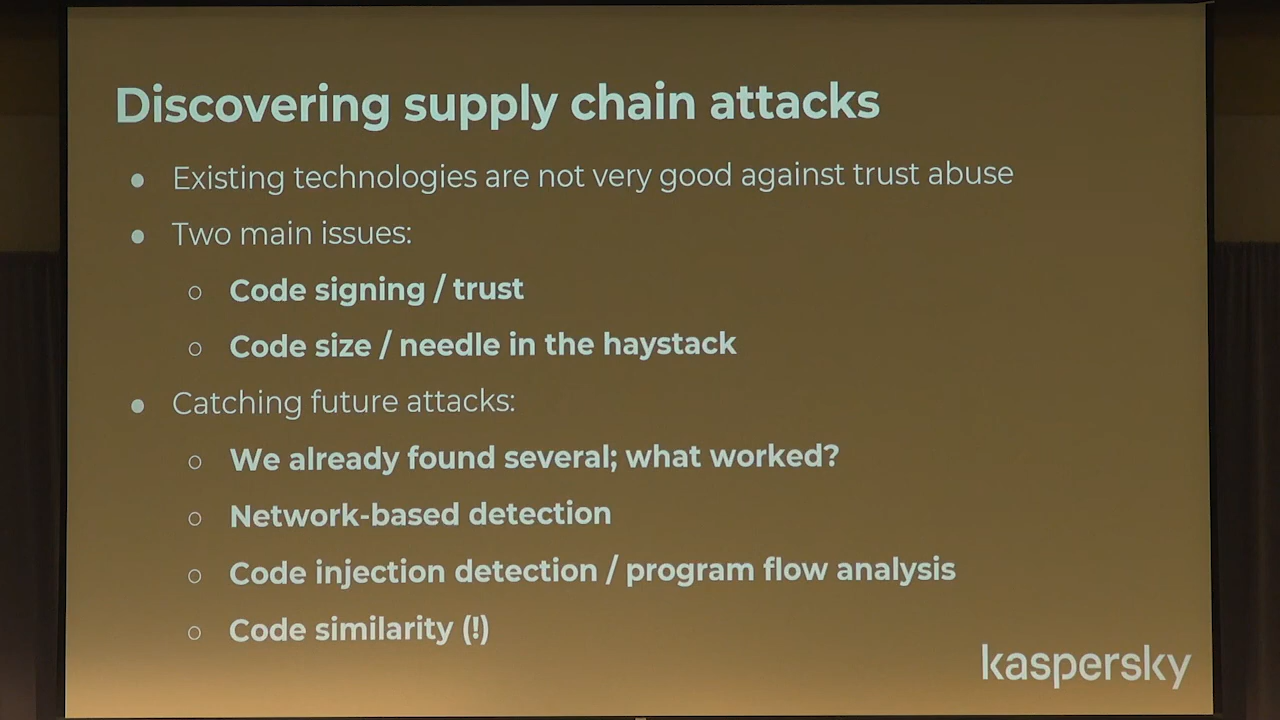 Discovering supply chain attacks
● Existing technologies are not very good against trust abuse
● Two main issues:
○ Code signing / trust
○ Code size / needle in the haystack
● Catching future attacks:
○ We already found several; what worked?
○ Network-based detection
○ Code injection detection / program flow analysis
○ Code similarity (!)
kaspersky